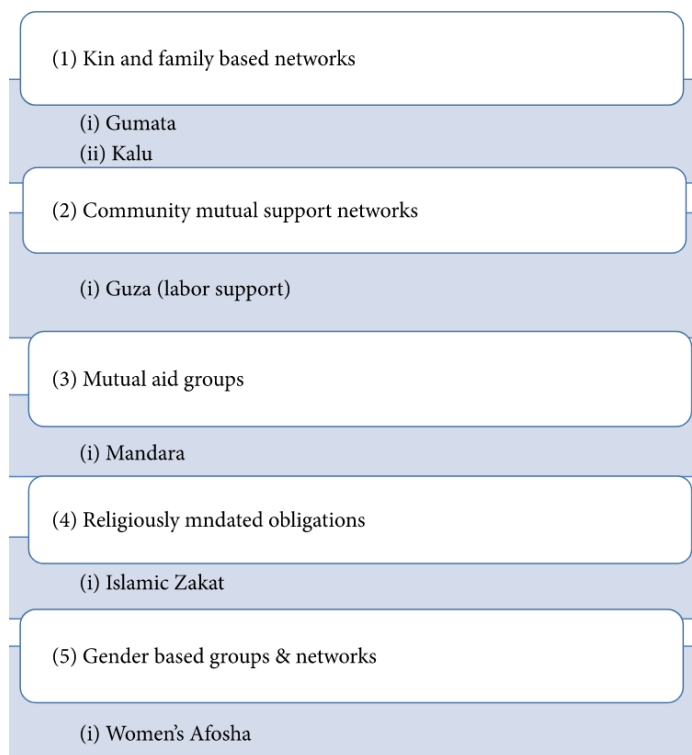 (1) Kin and family based networks
(i) Gumata
(ii) Kalu
(2) Community mutual support networks
(i) Guza (labor support)
(3) Mutual aid groups
(i) Mandara
(4) Religiously mndated obligations
(i) Islamic Zakat
(5) Gender based groups & networks
(i) Women’s Afosha